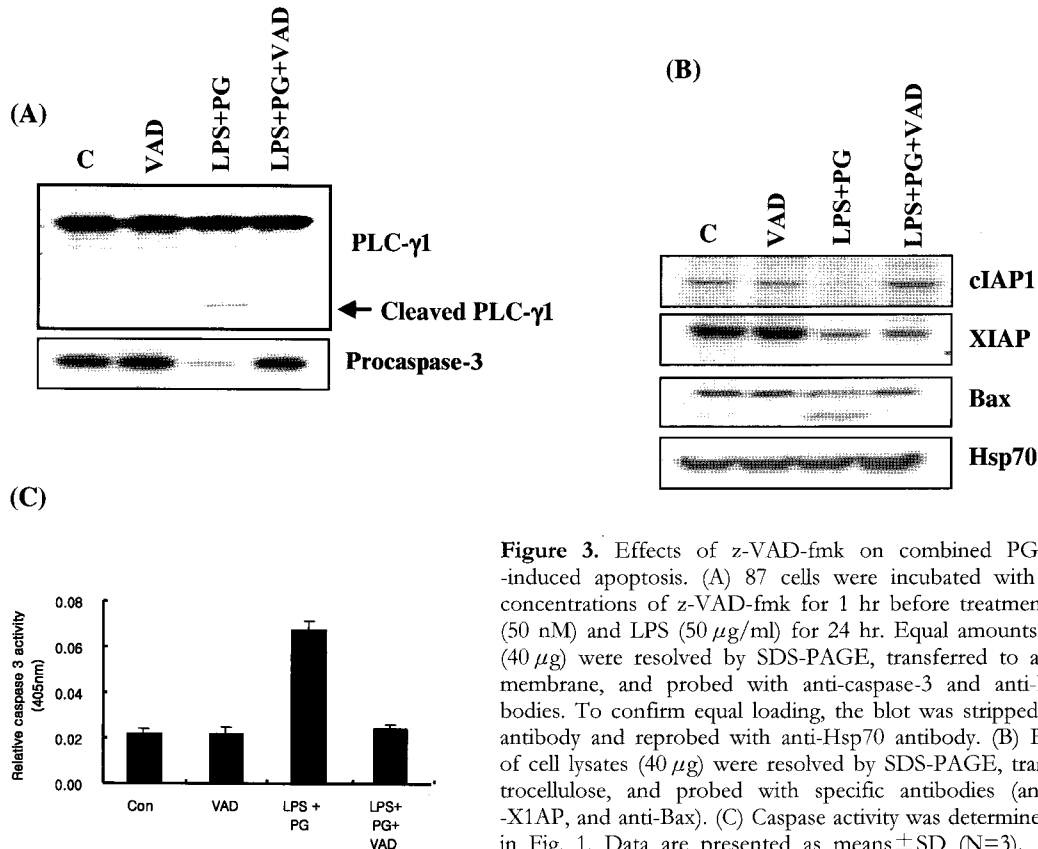 (A)
C
VAD
LPS+PG
LPS+PG+VAD
PLC-γ1
Cleaved PLC-γ1
Procaspase-3
(B)
C
VAD
LPS+PG
LPS+PG+VAD
cIAP1
XIAP
Bax
Hsp70
(C)
Relative caspase 3 activity
(405nm)
0.08
0.06
0.04
0.02
0.00
Con
VAD
LPS +
PG
LPS+
PG+
VAD
Figure 3. Effects of z-VAD-fmk on combined PG
-induced apoptosis. (A) 87 cells were incubated with
concentrations of z-VAD-fmk for 1 hr before treatmen
(50 nM) and LPS (50 μg/ml) for 24 hr. Equal amounts
(40 μg) were resolved by SDS-PAGE, transferred to a
membrane, and probed with anti-caspase-3 and anti-
bodies. To confirm equal loading, the blot was stripped
antibody and reprobed with anti-Hsp70 antibody. (B) E
of cell lysates (40 μg) were resolved by SDS-PAGE, tran
trocellulose, and probed with specific antibodies (an
-X1AP, and anti-Bax). (C) Caspase activity was determine
in Fig. 1. Data are presented as means±SD (N=3).